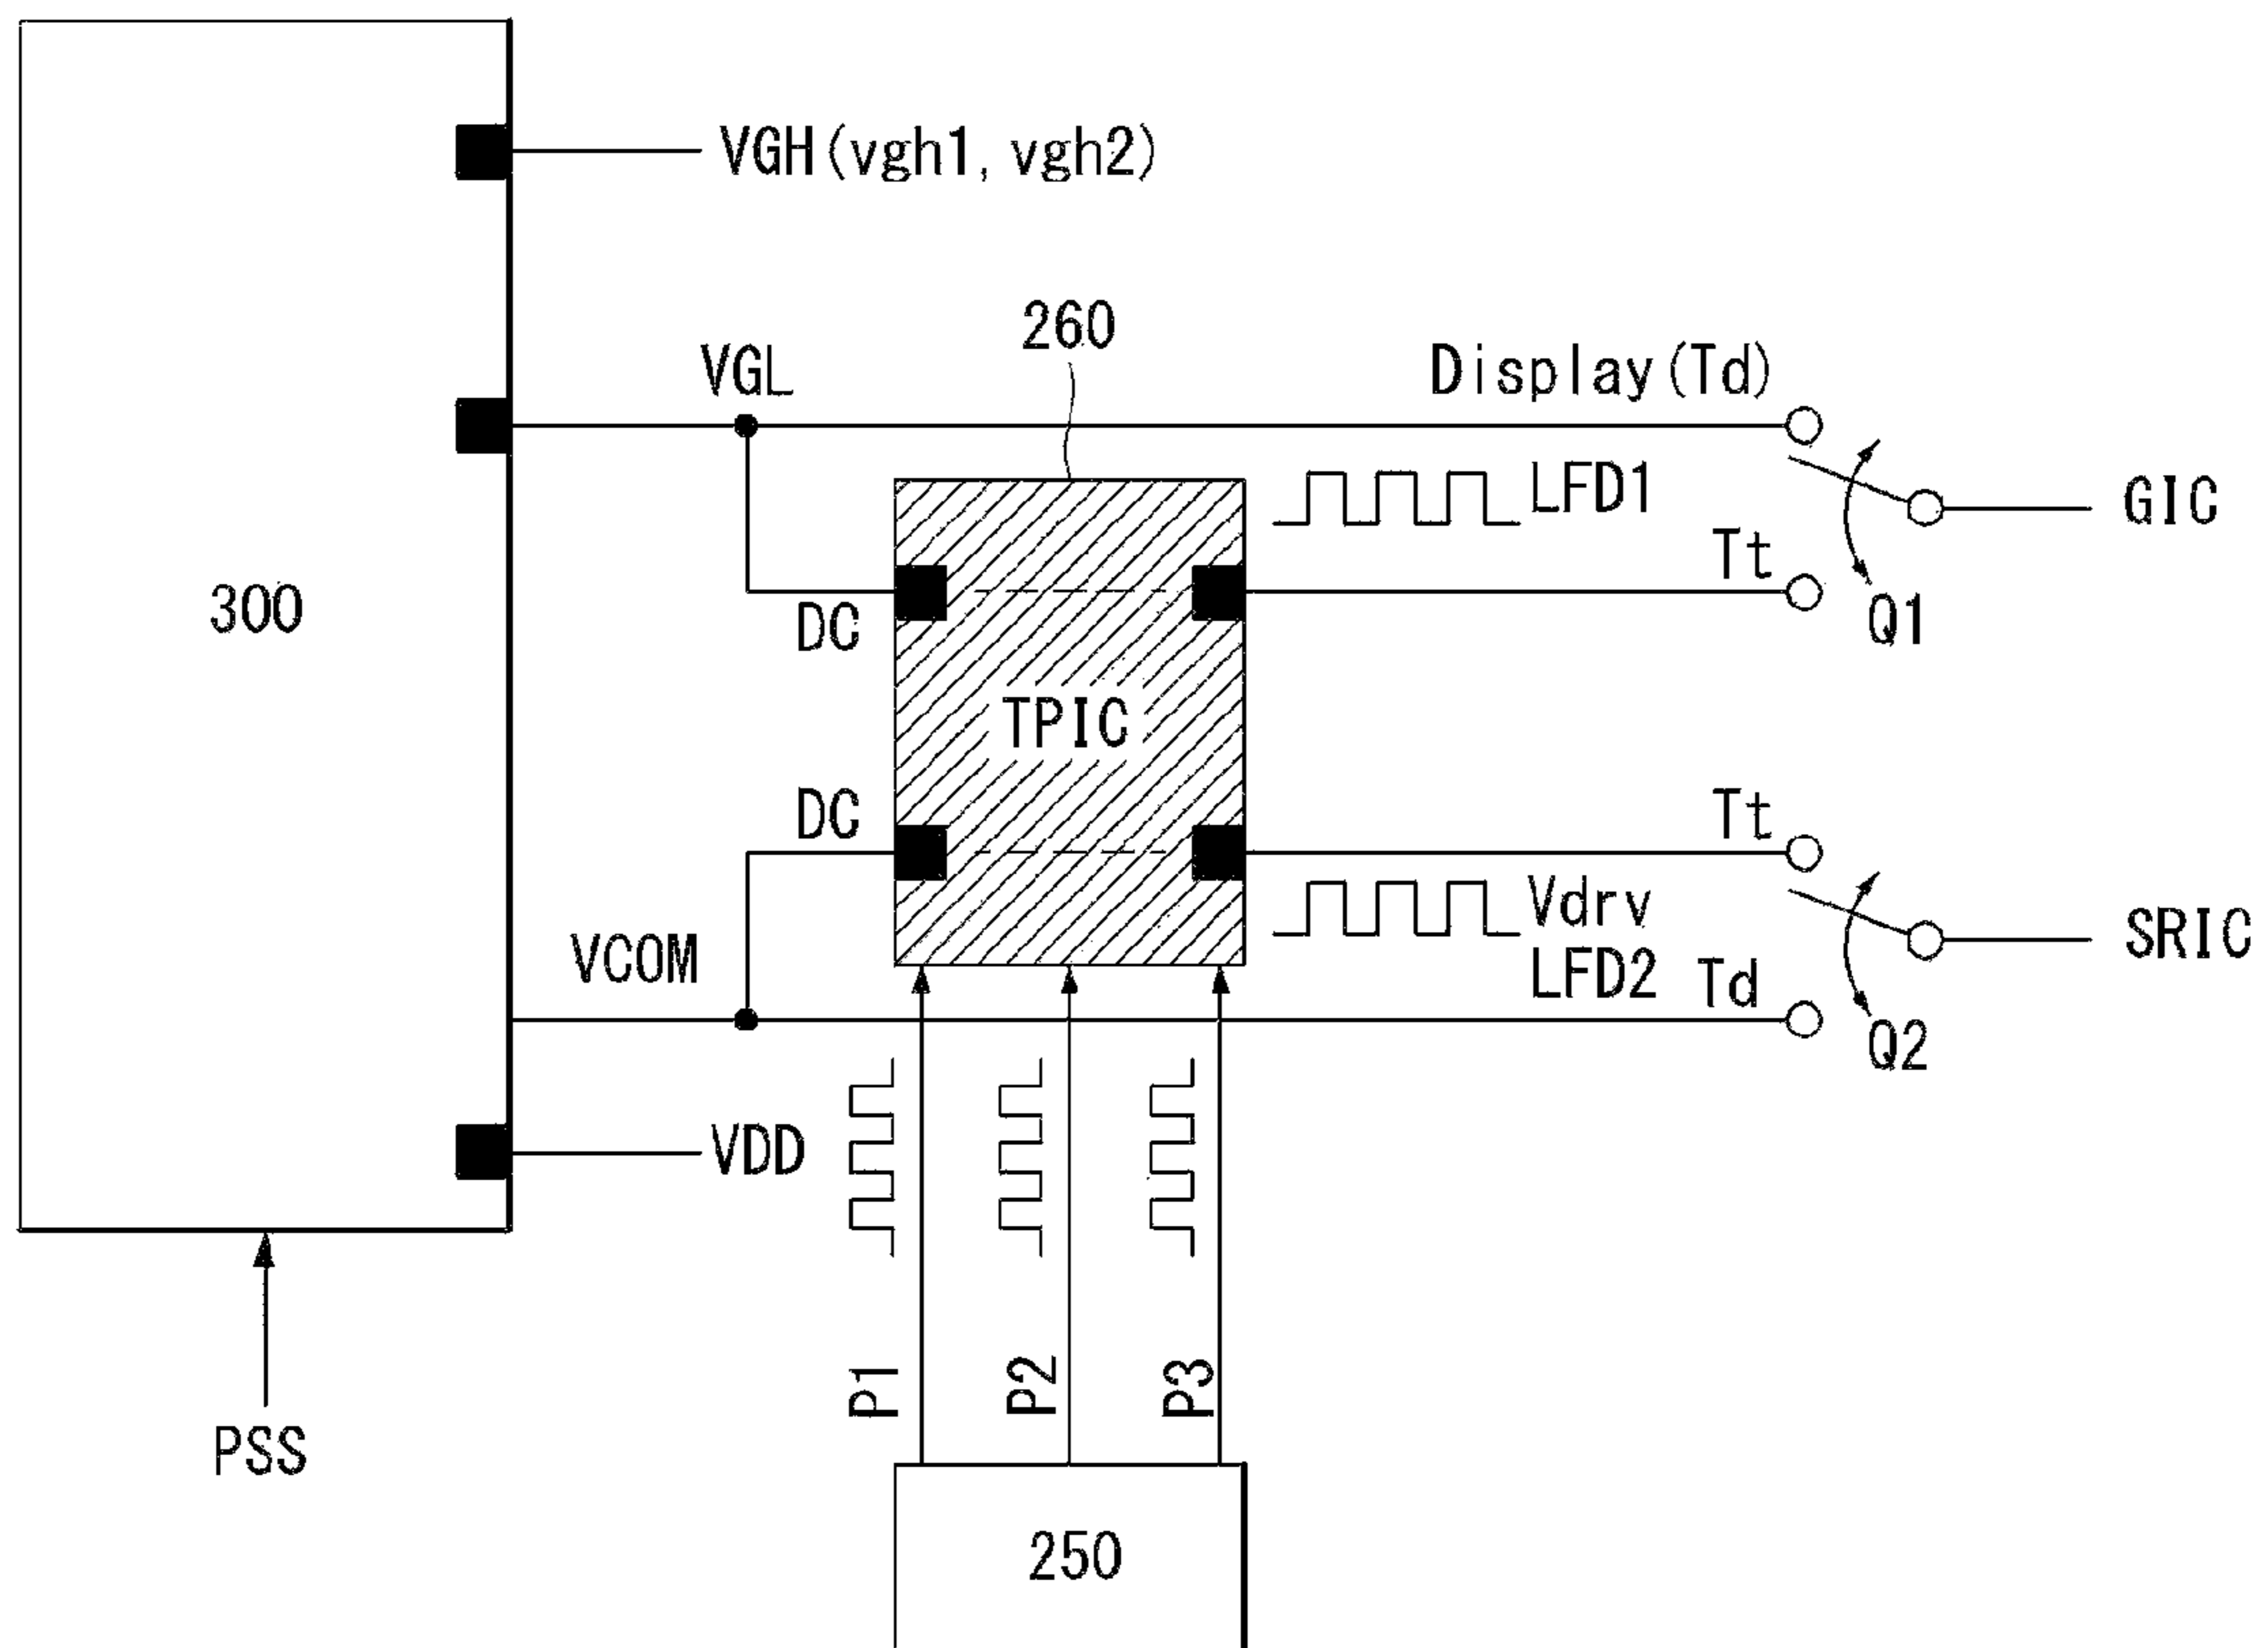 VGH(vgh1, vgh2)
260
VGL
Display(Td)
LFD1
GIC
Tt
300
DC
Q1
TPIC
DC
Tt
Vdrv
SRIC
VCOM
LFD2
Td
Q2
VDD
P1
P2
P3
PSS
250